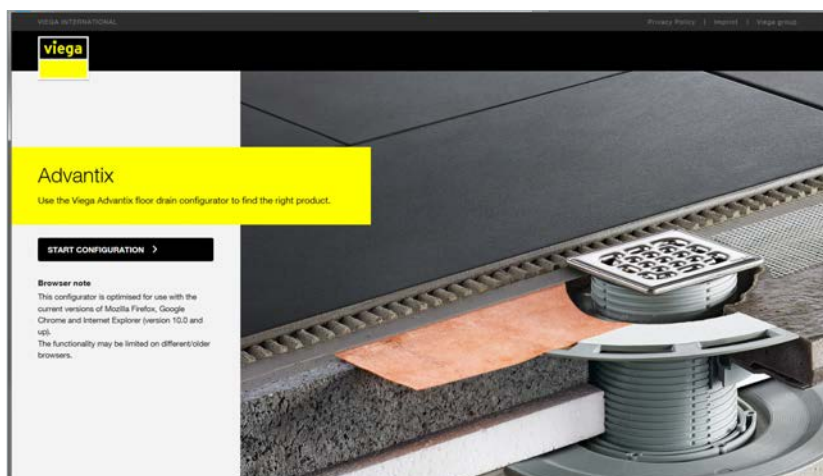 VIEGA INTERNATIONAL
Privacy Policy | Imprint | Viega group
viega
Advantix
Use the Viega Advantix floor drain configurator to find the right product.
START CONFIGURATION >
Browser note
This configurator is optimised for use with the
current versions of Mozilla Firefox, Google
Chrome and Internet Explorer (version 10.0 and
up).
The functionality may be limited on different/older
browsers.